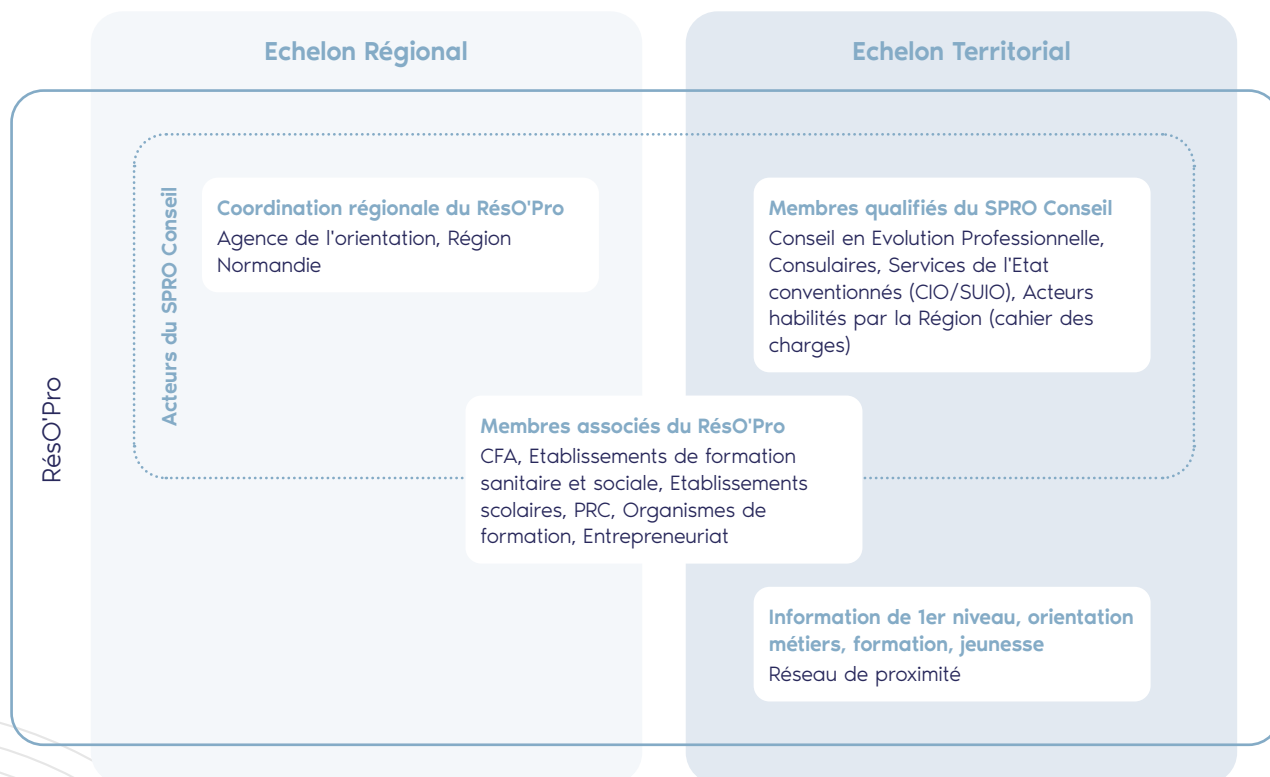 Echelon Régional
Echelon Territorial
RésO'Pro
Acteurs du SPRO Conseil
Coordination régionale du RésO'Pro
Agence de l'orientation, Région
Normandie
Membres qualifiés du SPRO Conseil
Conseil en Evolution Professionnelle,
Consulaires, Services de l'Etat
conventionnés (CIO/SUIO), Acteurs
habilités par la Région (cahier des
charges)
Membres associés du RésO'Pro
CFA, Etablissements de formation
sanitaire et sociale, Etablissements
scolaires, PRC, Organismes de
formation, Entrepreneuriat
Information de 1er niveau, orientation
métiers, formation, jeunesse
Réseau de proximité